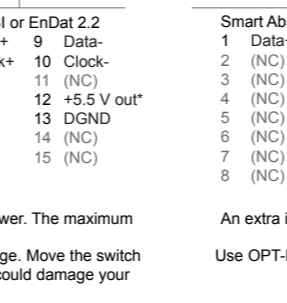 I or EnDat 2.2
+ 9 Data-
k+ 10 Clock-
11 (NC)
12 +5.5 V out*
13 DGND
14 (NC)
15 (NC)
wer. The maximum
ge. Move the switch
could damage your
Smart Abs
1 Data+
2 (NC)
3 (NC)
4 (NC)
5 (NC)
6 (NC)
7 (NC)
8 (NC)
An extra i
Use OPT-